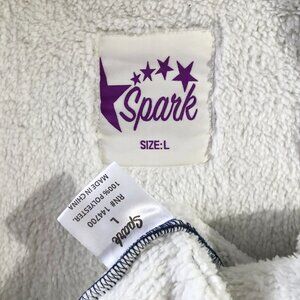 Spark
SIZE:L
Spark
L
RN# 144700
100% POLYESTER.
MADE IN CHINA